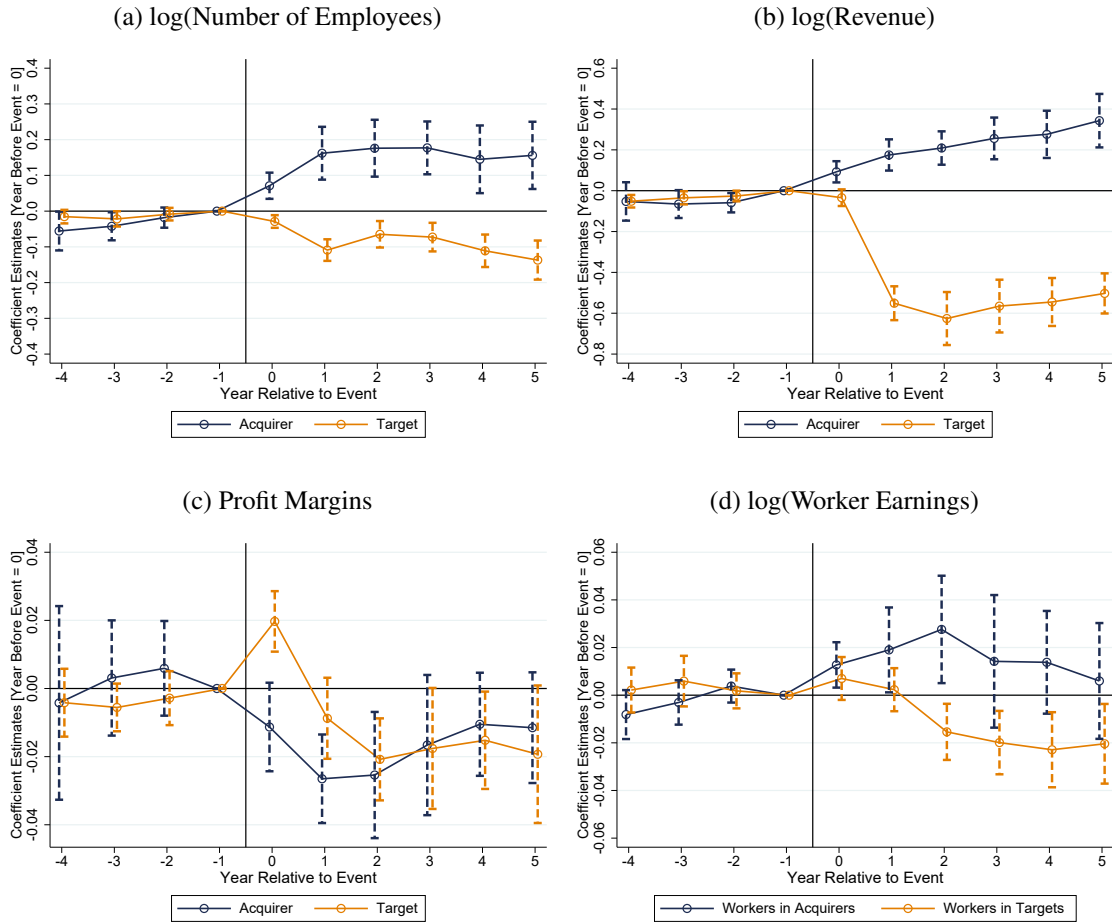 (a) log(Number of Employees)
Coefficient Estimates [Year Before Event = 0]
0.4
0.3
0.2
0.1
0.0
-0.1
-0.2
-0.3
-0.4
-4 -3 -2 -1 0 1 2 3 4 5
Year Relative to Event
Acquirer Target
(b) log(Revenue)
Coefficient Estimates [Year Before Event = 0]
0.6
0.4
0.2
0.0
-0.2
-0.4
-0.6
-0.8
-4 -3 -2 -1 0 1 2 3 4 5
Year Relative to Event
Acquirer Target
(c) Profit Margins
Coefficient Estimates [Year Before Event = 0]
0.04
0.02
0.00
-0.02
-0.04
-4 -3 -2 -1 0 1 2 3 4 5
Year Relative to Event
Acquirer Target
(d) log(Worker Earnings)
Coefficient Estimates [Year Before Event = 0]
0.06
0.04
0.02
0.00
-0.02
-0.04
-0.06
-4 -3 -2 -1 0 1 2 3 4 5
Year Relative to Event
Workers in Acquirers Workers in Targets